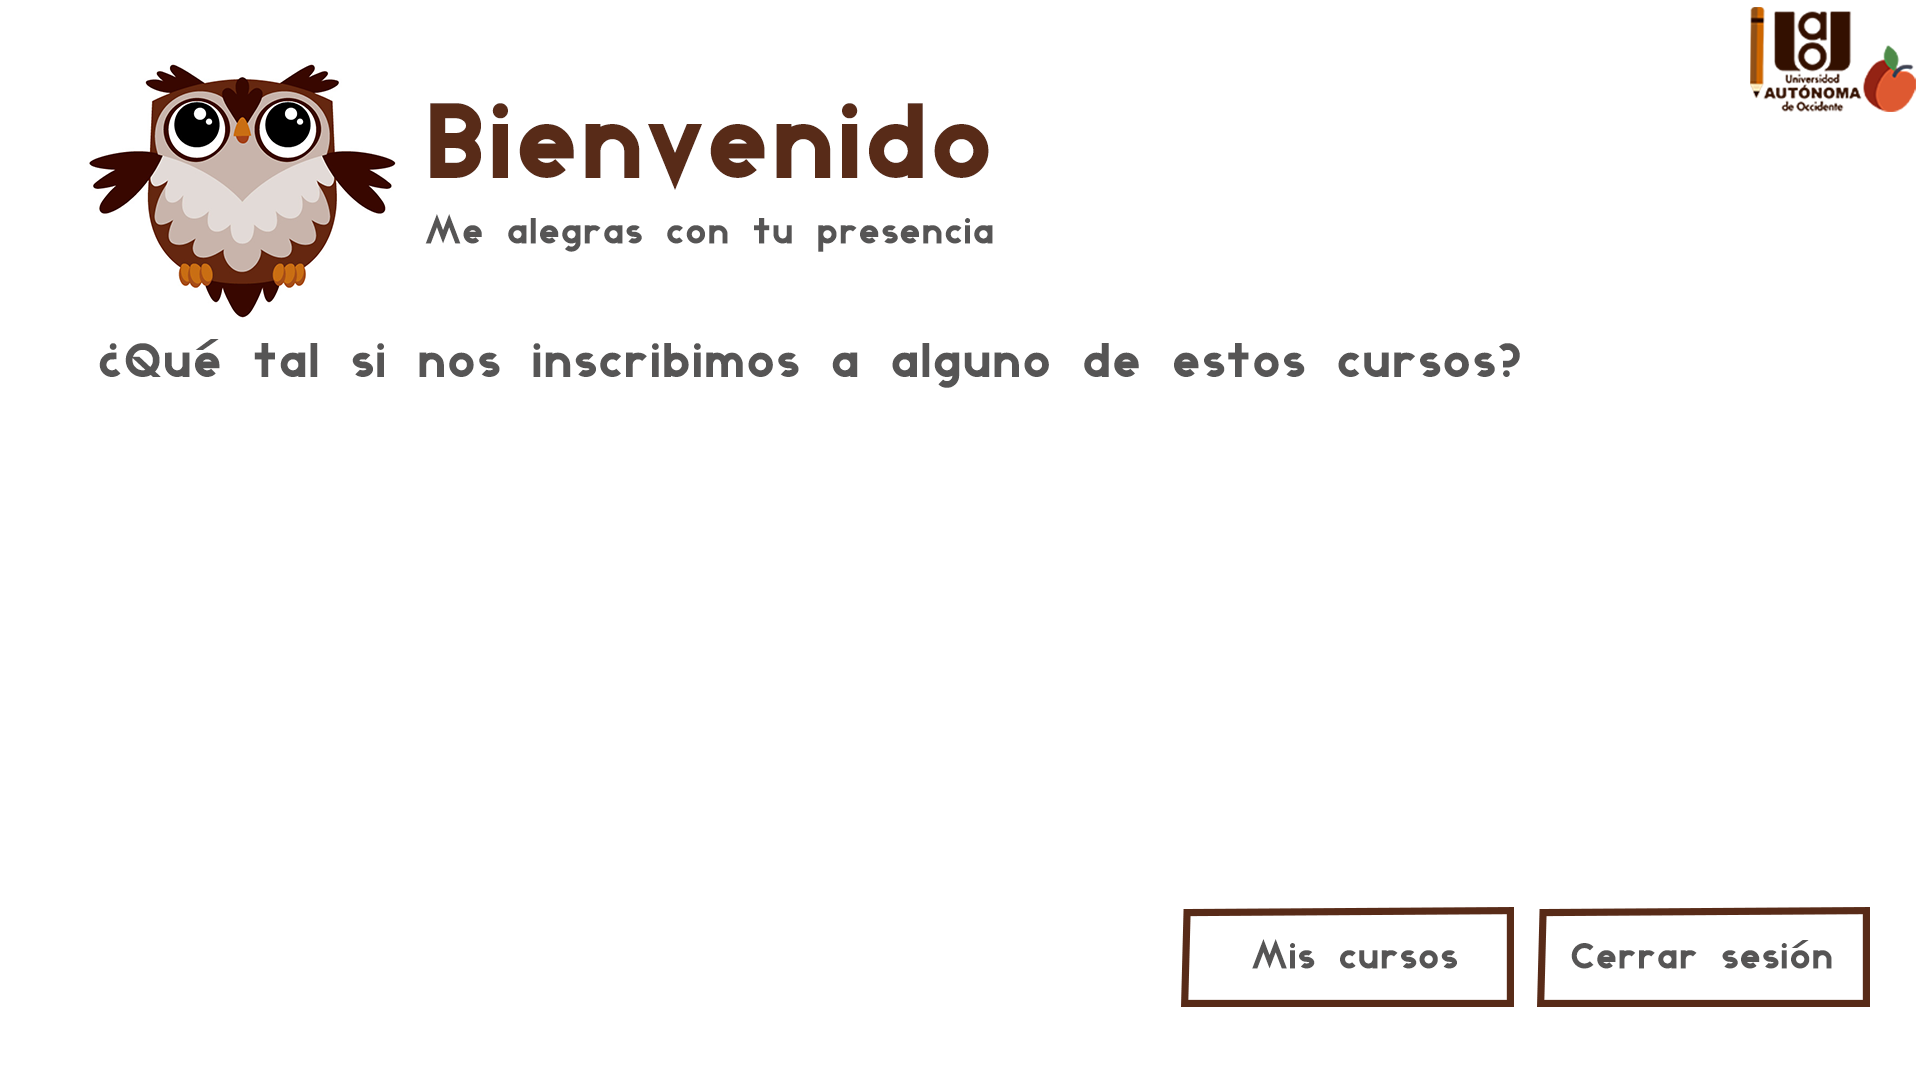 uao
Universidad
AUTÓNOMA
de Occidente
Bienvenido
Me alegras con tu presencia
¿Qué tal si nos inscribimos a alguno de estos cursos?
Mis cursos
Cerrar sesión